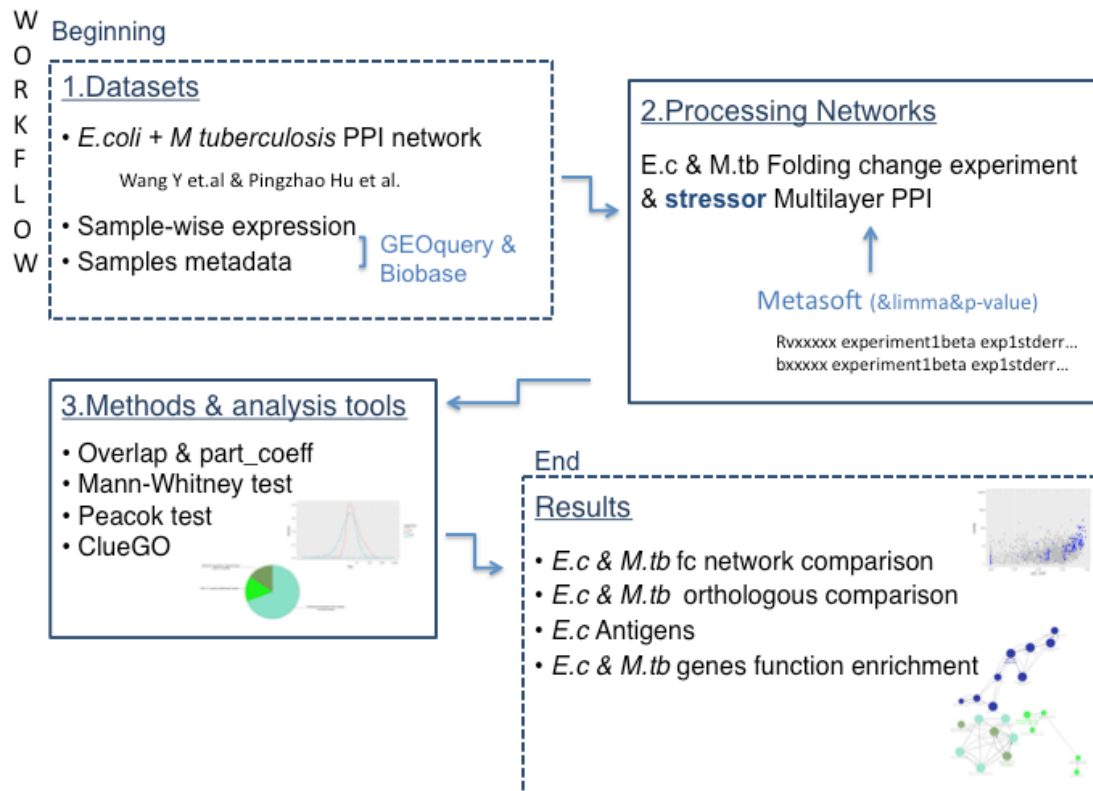 WORKFLOW
Beginning
1.Datasets
• E.coli + M tuberculosis PPI network
Wang Y et.al & Pingzhao Hu et al.
• Sample-wise expression
• Samples metadata
GEOquery &
Biobase
2.Processing Networks
E.c & M.tb Folding change experiment
& stressor Multilayer PPI
Metasoft (&limma&p-value)
Rvxxxxx experiment1beta exp1stderr...
bxxxxx experiment1beta exp1stderr...
3.Methods & analysis tools
• Overlap & part_coeff
• Mann-Whitney test
• Peacok test
• ClueGO
End
Results
• E.c & M.tb fc network comparison
• E.c & M.tb orthologous comparison
• E.c Antigens
• E.c & M.tb genes function enrichment